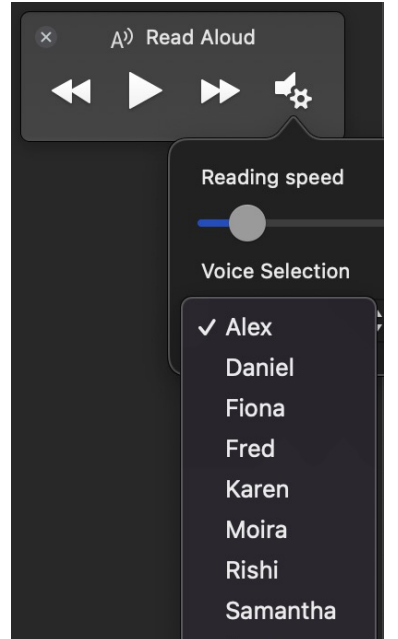 Read Aloud
Reading speed
Voice Selection
Alex
Daniel
Fiona
Fred
Karen
Moira
Rishi
Samantha